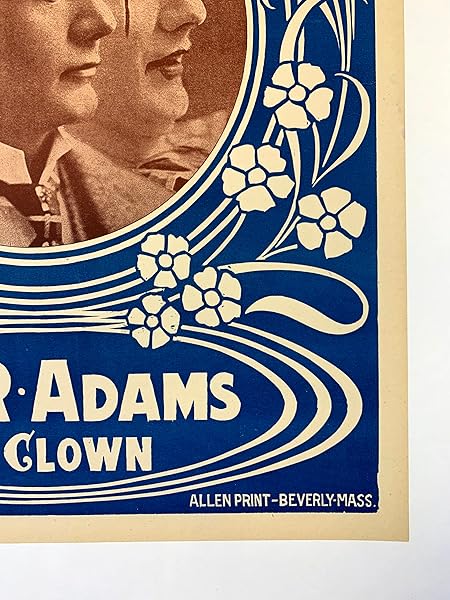 R · ADAMS
CLOWN
ALLEN PRINT-BEVERLY-MASS.